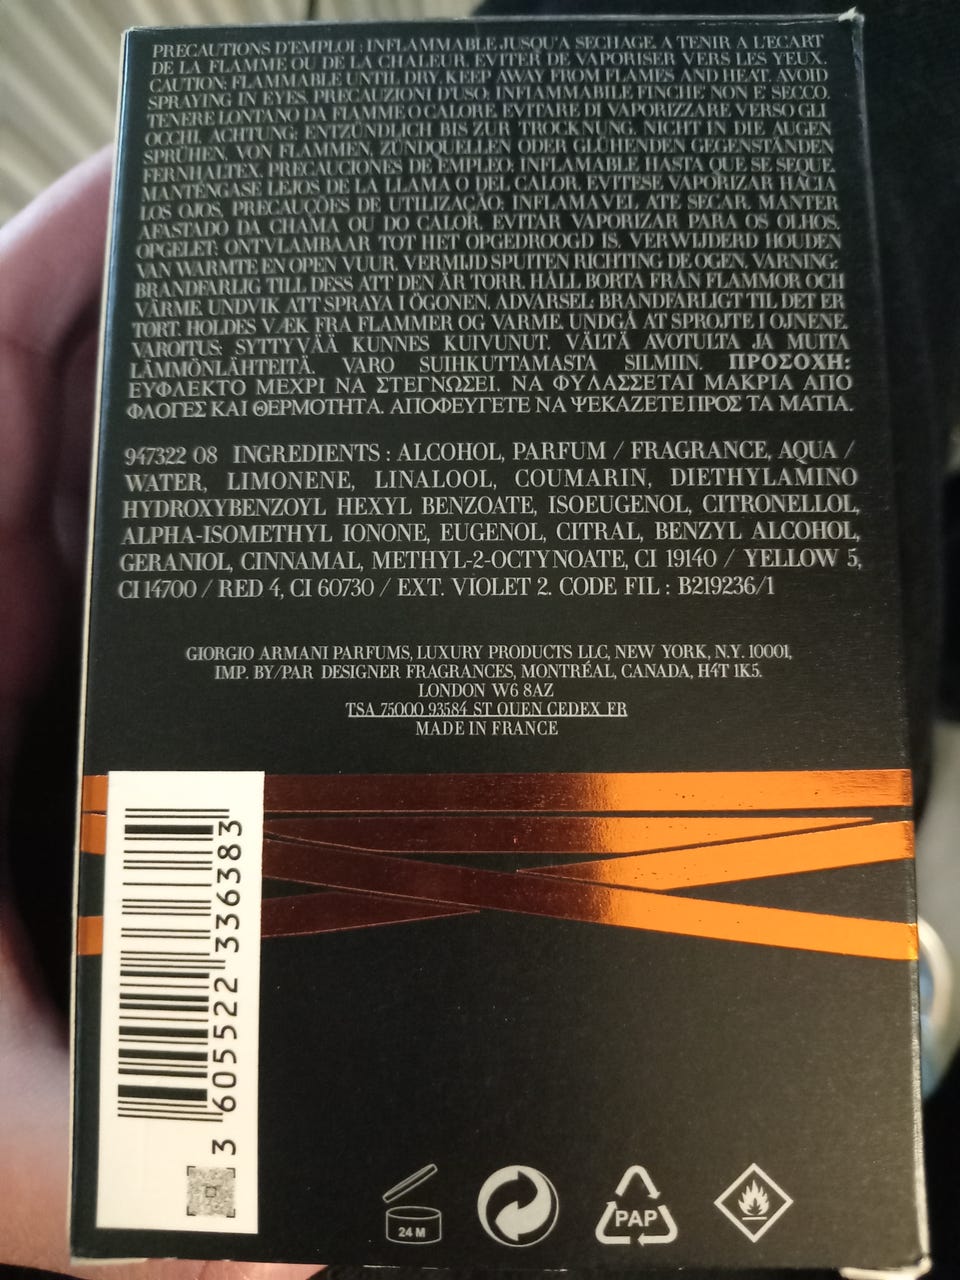 PRECAUTIONS D'EMPLOI : INFLAMMABLE JUSQU'A SECHAGE. A TENIR A L'ECART
DE LA FLAMME OU DE LA CHALEUR. EVITER DE VAPORISER VERS LES YEUX.
CAUTION: FLAMMABLE UNTIL DRY. KEEP AWAY FROM FLAMES AND HEAT. AVOID
SPRAYING IN EYES. PRECAUZIONI D'USO: INFIAMMABILE FINCHE' NON E' SECCO.
TENERE LONTANO DA FIAMME O CALORE. EVITARE DI VAPORIZZARE VERSO GLI
OCCHI. ACHTUNG: ENTZÜNDLICH BIS ZUR TROCKNUNG. NICHT IN DIE AUGEN
SPRÜHEN. VON FLAMMEN, ZÜNDQUELLEN ODER GLÜHENDEN GEGENSTÄNDEN
FERNHALTEN. PRECAUCIONES DE EMPLEO: INFLAMABLE HASTA QUE SE SEQUE.
MANTÉNGASE LEJOS DE LA LLAMA O DEL CALOR. EVITESE VAPORIZAR HACIA
LOS OJOS. PRECAUÇÕES DE UTILIZAÇÃO: INFLAMAVEL ATE SECAR. MANTER
AFASTADO DA CHAMA OU DO CALOR. EVITAR VAPORIZAR PARA OS OLHOS.
OPGELET: ONTVLAMBAAR TOT HET OPGEDROOGD IS. VERWIJDERD HOUDEN
VAN WARMTE EN OPEN VUUR. VERMIJD SPUITEN RICHTING DE OGEN. VARNING:
BRANDFARLIG TILL DESS ATT DEN ÄR TORR. HÅLL BORTA FRÅN FLAMMOR OCH
VÄRME. UNDVIK ATT SPRAYA I ÖGONEN. ADVARSEL: BRANDFARLIGT TIL DET ER
TORT. HOLDES VÆK FRA FLAMMER OG VARME. UNDGÅ AT SPROJTE I OJNENE.
VAROITUS: SYTTYVÄÄ KUNNES KUIVUNUT. VÄLTÄ AVOTULTA JA MUITA
LÄMMÖNLÄHTEITÄ. VARO SUIHKUTTAMASTA SILMIIN. ΠΡΟΣΟΧΗ:
ΕΥΦΛΕΚΤΟ ΜΕΧΡΙ ΝΑ ΣΤΕΓΝΩΣΕΙ. ΝΑ ΦΥΛΑΣΣΕΤΑΙ ΜΑΚΡΙΑ ΑΠΟ
ΦΛΟΓΕΣ ΚΑΙ ΘΕΡΜΟΤΗΤΑ. ΑΠΟΦΕΥΓΕΤΕ ΝΑ ΨΕΚΑΖΕΤΕ ΠΡΟΣ ΤΑ ΜΑΤΙΑ.
947322 08 INGREDIENTS : ALCOHOL, PARFUM / FRAGRANCE, AQUA /
WATER, LIMONENE, LINALOOL, COUMARIN, DIETHYLAMINO
HYDROXYBENZOYL HEXYL BENZOATE, ISOEUGENOL, CITRONELLOL,
ALPHA-ISOMETHYL IONONE, EUGENOL, CITRAL, BENZYL ALCOHOL,
GERANIOL, CINNAMAL, METHYL-2-OCTYNOATE, CI 19140 / YELLOW 5,
CI 14700 / RED 4, CI 60730 / EXT. VIOLET 2. CODE FIL : B219236/1
GIORGIO ARMANI PARFUMS, LUXURY PRODUCTS LLC, NEW YORK, N.Y. 10001,
IMP. BY/PAR DESIGNER FRAGRANCES, MONTRÉAL, CANADA, H4T 1K5.
LONDON W6 8AZ
TSA 75000 93584 ST OUEN CEDEX FR
MADE IN FRANCE
3 605522 336383
24 M
PAP